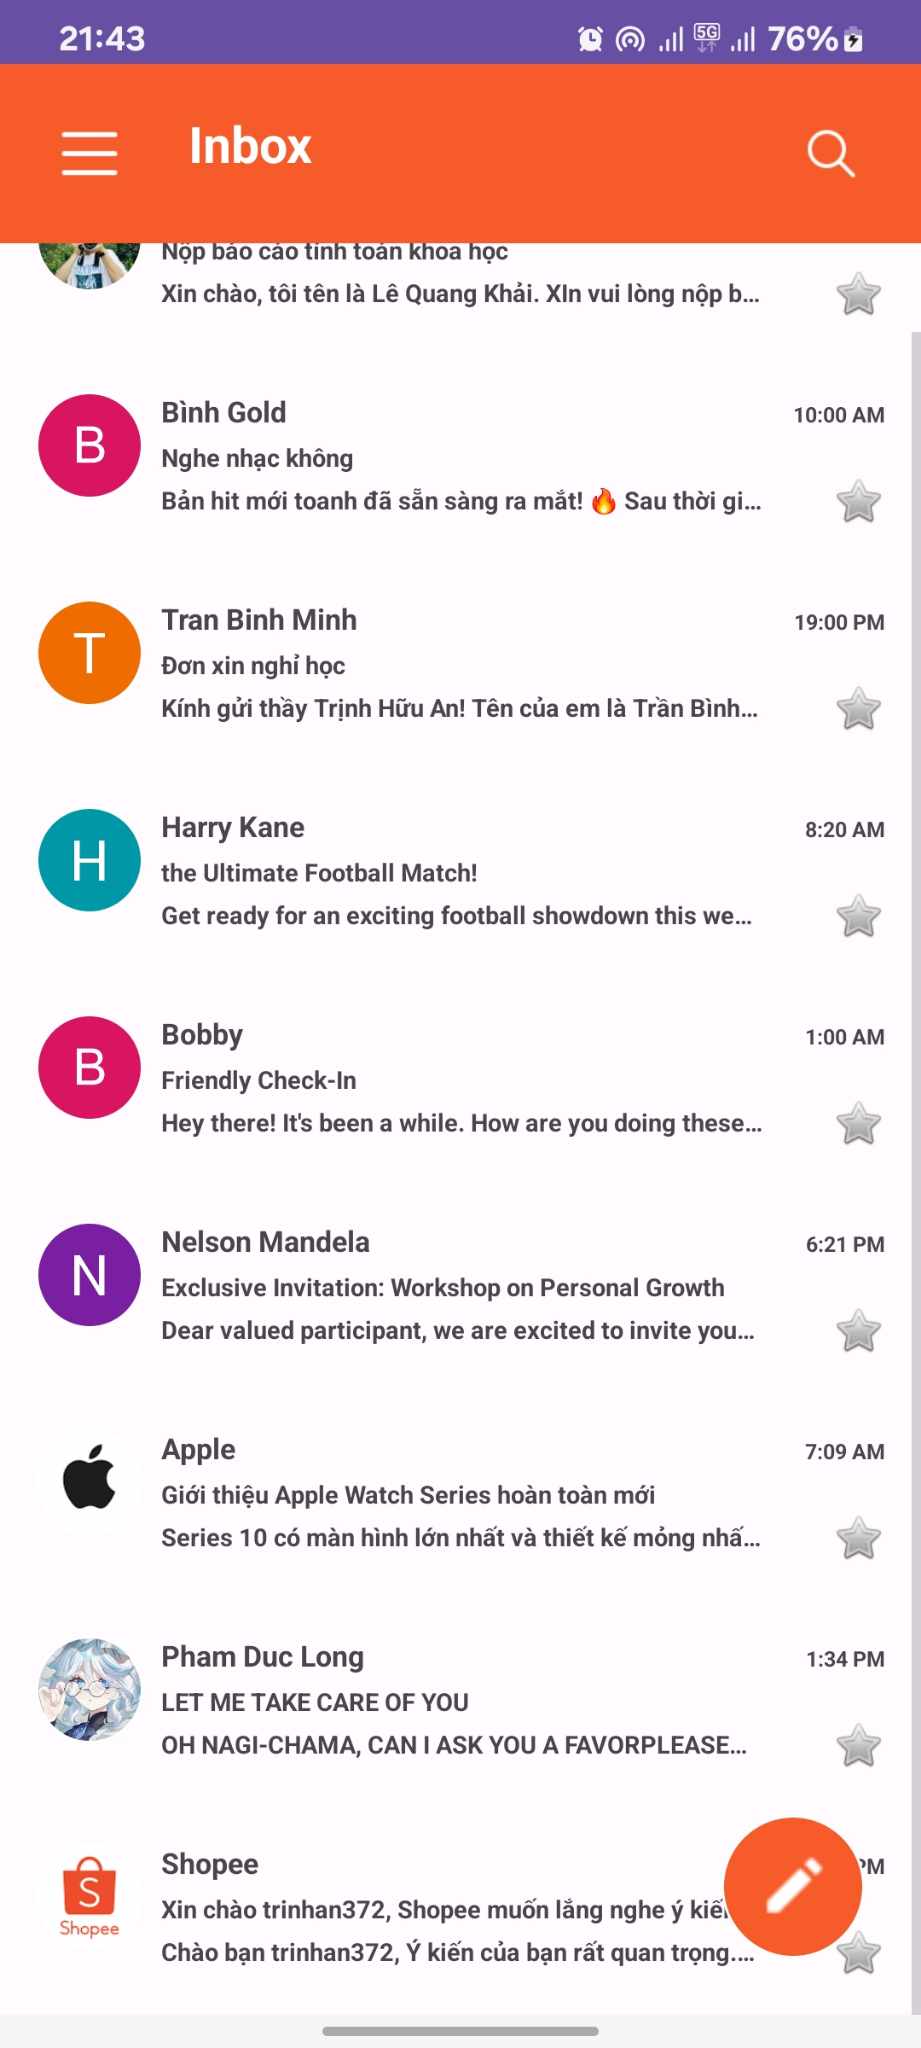 21:43
5G
76%
Inbox
Nộp báo cáo tính toán khoa học
Xin chào, tôi tên là Lê Quang Khải. XIn vui lòng nộp b...
B
Bình Gold
10:00 AM
Nghe nhạc không
Bản hit mới toanh đã sẵn sàng ra mắt! 🔥 Sau thời gi...
T
Tran Binh Minh
19:00 PM
Đơn xin nghỉ học
Kính gửi thầy Trịnh Hữu An! Tên của em là Trần Bình...
H
Harry Kane
8:20 AM
the Ultimate Football Match!
Get ready for an exciting football showdown this we...
B
Bobby
1:00 AM
Friendly Check-In
Hey there! It's been a while. How are you doing these...
N
Nelson Mandela
6:21 PM
Exclusive Invitation: Workshop on Personal Growth
Dear valued participant, we are excited to invite you...
Apple
7:09 AM
Giới thiệu Apple Watch Series hoàn toàn mới
Series 10 có màn hình lớn nhất và thiết kế mỏng nhấ...
Pham Duc Long
1:34 PM
LET ME TAKE CARE OF YOU
OH NAGI-CHAMA, CAN I ASK YOU A FAVORPLEASE...
S
Shopee
Shopee
PM
Xin chào trinhan372, Shopee muốn lắng nghe ý kiế
Chào bạn trinhan372, Ý kiến của bạn rất quan trọng....